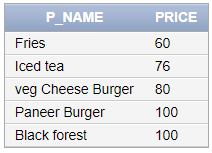 P_NAME PRICE
Fries 60
Iced tea 76
veg Cheese Burger 80
Paneer Burger 100
Black forest 100